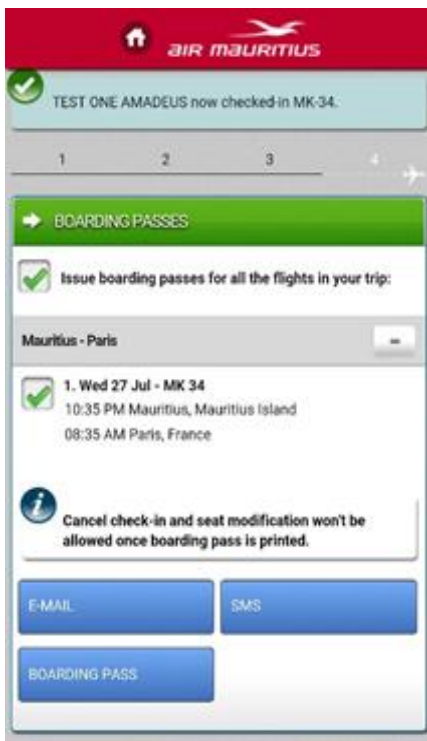 AIR MAURITIUS
TEST ONE AMADEUS now checked-in MK-34.
1 2 3 4
BOARDING PASSES
Issue boarding passes for all the flights in your trip:
Mauritius - Paris
1. Wed 27 Jul - MK 34
10:35 PM Mauritius, Mauritius Island
08:35 AM Paris, France
Cancel check-in and seat modification won't be
allowed once boarding pass is printed.
E-MAIL SMS
BOARDING PASS